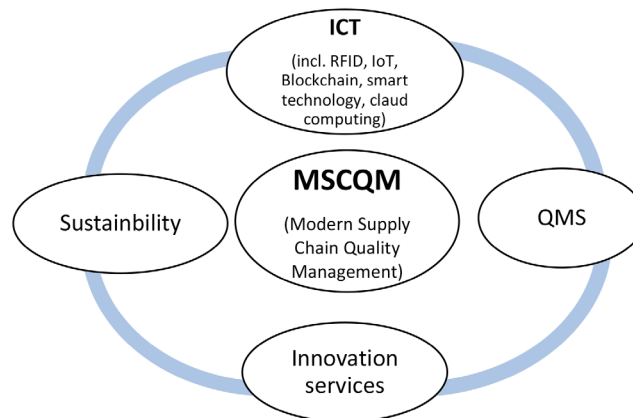 ICT
(incl. RFID, IoT,
Blockchain, smart
technology, claud
computing)
MSCQM
(Modern Supply
Chain Quality
Management)
Sustainbility
QMS
Innovation
services